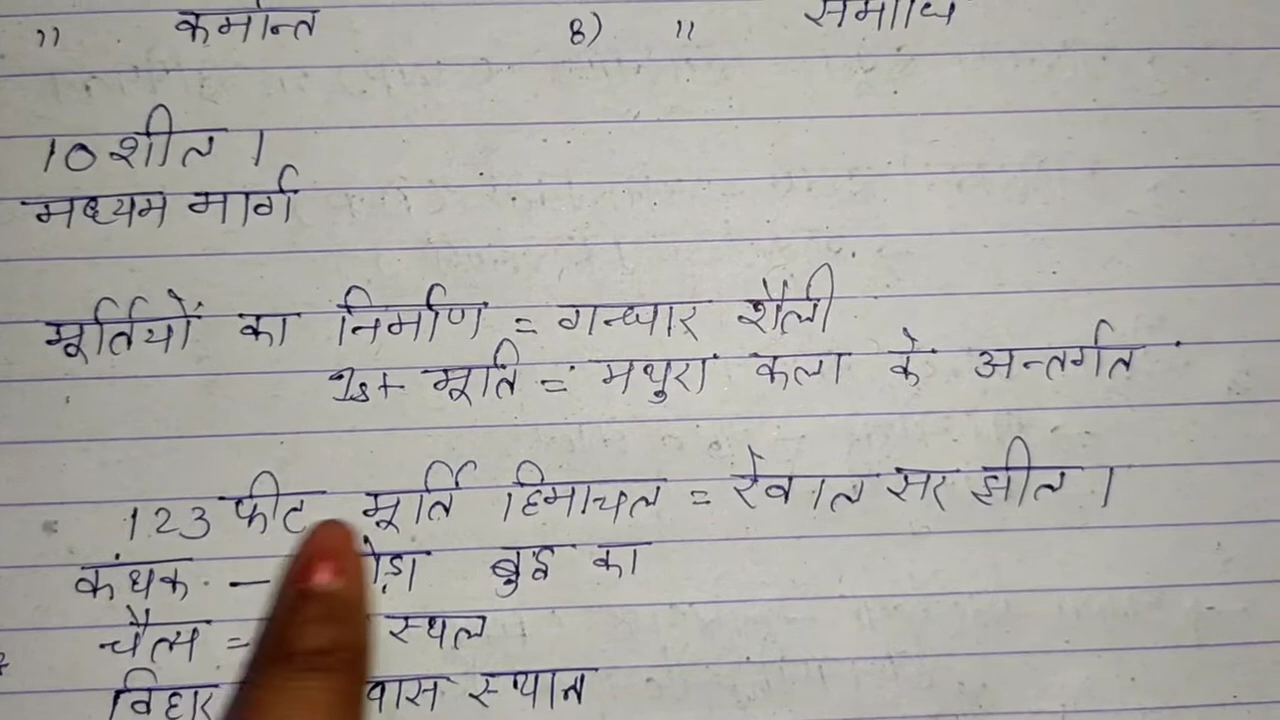 " कर्मान्त 8) " समाधि
10 शील ।
मध्यम मार्ग
मूर्तियों का निर्माण = गन्धार शैली
1st मूर्ति = मथुरा कला के अन्तर्गत
123 फीट मूर्ति हिमाचल = रेवाल सर झील ।
कंथक - बुद्ध का
चैत्य = स्थल
विहार वास स्थान